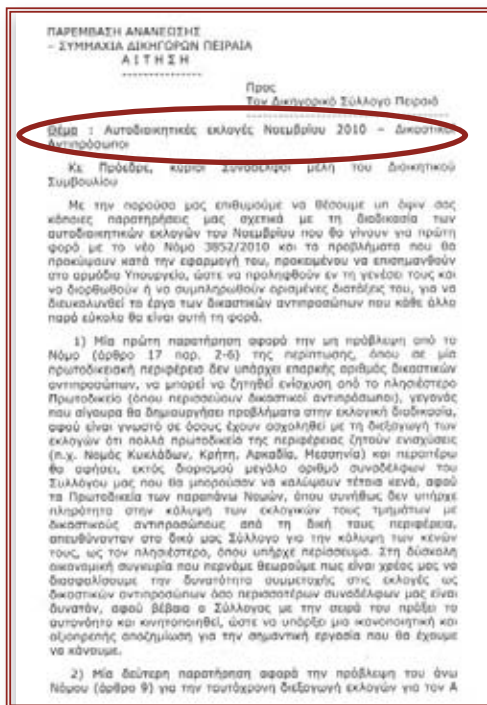 ΠΑΡΕΜΒΑΣΗ ΑΝΑΝΕΩΣΗΣ
– ΣΥΜΜΑΧΙΑ ΔΙΚΗΓΟΡΩΝ ΠΕΙΡΑΙΑ
Α Ι Τ Η Σ Η
---------------
Προς
Τον Δικηγορικό Σύλλογο Πειραιά
------------------------------------
Θέμα : Αυτοδιοικητικές εκλογές Νοεμβρίου 2010 – Δικαστικοί
Αντιπρόσωποι
Κε Πρόεδρε, κύριοι Συνάδελφοι μέλη του Διοικητικού
Συμβουλίου
Με την παρούσα μας επιθυμούμε να θέσουμε υπ όψιν σας
κάποιες παρατηρήσεις μας σχετικά με τη διαδικασία των
αυτοδιοικητικών εκλογών του Νοεμβρίου που θα γίνουν για πρώτη
φορά με το νέο Νόμο 3852/2010 και τα προβλήματα που θα
προκύψουν κατά την εφαρμογή του, προκειμένου να επισημανθούν
στο αρμόδιο Υπουργείο, ώστε να προληφθούν εν τη γενέσει τους και
να διορθωθούν ή να συμπληρωθούν ορισμένες διατάξεις του, για να
διευκολυνθεί το έργο των δικαστικών αντιπροσώπων που κάθε άλλο
παρά εύκολο θα είναι αυτή τη φορά.
1) Μία πρώτη παρατήρηση αφορά την μη πρόβλεψη από το
Νόμο (άρθρο 17 παρ. 2-6) της περίπτωσης, όπου σε μία
πρωτοδικειακή περιφέρεια δεν υπάρχει επαρκής αριθμός δικαστικών
αντιπροσώπων, να μπορεί να ζητηθεί ενίσχυση από το πλησιέστερο
Πρωτοδικείο (όπου περισσεύουν δικαστικοί αντιπρόσωποι), γεγονός
που σίγουρα θα δημιουργήσει προβλήματα στην εκλογική διαδικασία,
αφού είναι γνωστό σε όσους έχουν ασχοληθεί με τη διεξαγωγή των
εκλογών ότι πολλά πρωτοδικεία της περιφέρειας ζητούν ενισχύσεις
(π.χ. Νομός Κυκλάδων, Κρήτη, Αρκαδία, Μεσσηνία) και περαιτέρω
θα αφήσει, εκτός διορισμού μεγάλο αριθμό συναδέλφων του
Συλλόγου μας που θα μπορούσαν να καλύψουν τέτοια κενά, αφού
τα Πρωτοδικεία των παραπάνω Νομών, όπου συνήθως δεν υπήρχε
πληρότητα στην κάλυψη των εκλογικών τους τμημάτων με
δικαστικούς αντιπροσώπους από τη δική τους περιφέρεια,
απευθύνονταν στο δικό μας Σύλλογο για την κάλυψη των κενών
τους, ως τον πλησιέστερο, όπου υπήρχε περίσσευμα. Στη δύσκολη
οικονομική συγκυρία που περνάμε θεωρούμε πως είναι χρέος μας να
διασφαλίσουμε την δυνατότητα συμμετοχής στις εκλογές ως
δικαστικών αντιπροσώπων όσο περισσοτέρων συναδέλφων μας είναι
δυνατόν, αφού βέβαια ο Σύλλογος με την σειρά του πράξει το
αυτονόητο και κινητοποιηθεί, ώστε να υπάρξει μια ικανοποιητική και
αξιοπρεπής αποζημίωση για την σημαντική εργασία που θα έχουμε
να κάνουμε.
2) Μία δεύτερη παρατήρηση αφορά την πρόβλεψη του άνω
Νόμου (άρθρο 9) για την ταυτόχρονη διεξαγωγή εκλογών για τον Α